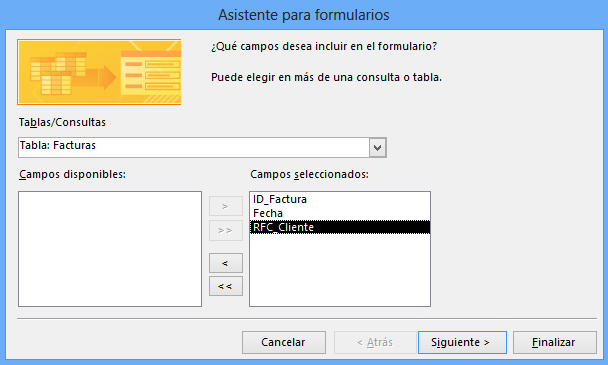 Asistente para formularios
¿Qué campos desea incluir en el formulario?
Puede elegir en más de una consulta o tabla.
Tablas/Consultas
Tabla: Facturas
Campos disponibles:
Campos seleccionados:
ID_Factura
Fecha
RFC_Cliente
>
>>
<
<<
Cancelar
< Atrás
Siguiente >
Finalizar